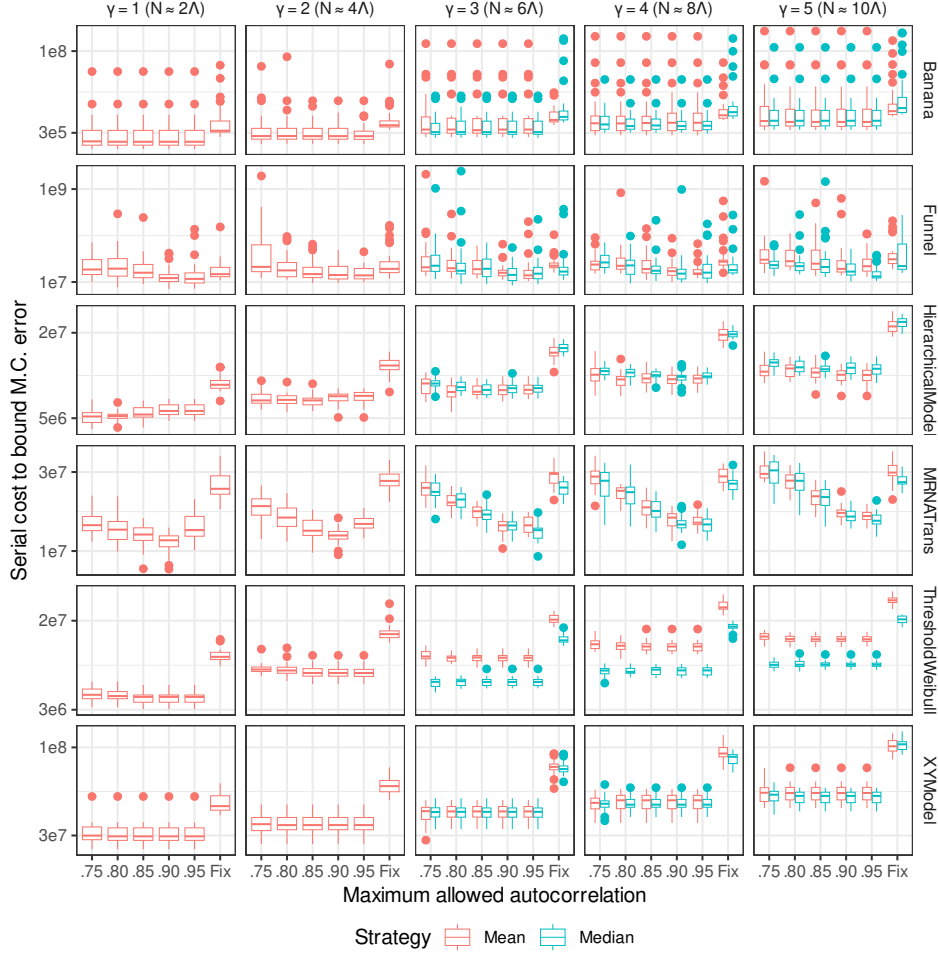 γ = 1 (N ≈ 2Λ) γ = 2 (N ≈ 4Λ) γ = 3 (N ≈ 6Λ) γ = 4 (N ≈ 8Λ) γ = 5 (N ≈ 10Λ)
1e8
3e5
Banana
1e9
1e7
Funnel
2e7
5e6
HierarchicalModel
3e7
1e7
MRNATrans
2e7
3e6
ThresholdWeibull
1e8
3e7
XYModel
Serial cost to bound M.C. error
.75 .80 .85 .90 .95 Fix .75 .80 .85 .90 .95 Fix .75 .80 .85 .90 .95 Fix .75 .80 .85 .90 .95 Fix .75 .80 .85 .90 .95 Fix
Maximum allowed autocorrelation
Strategy Mean Median